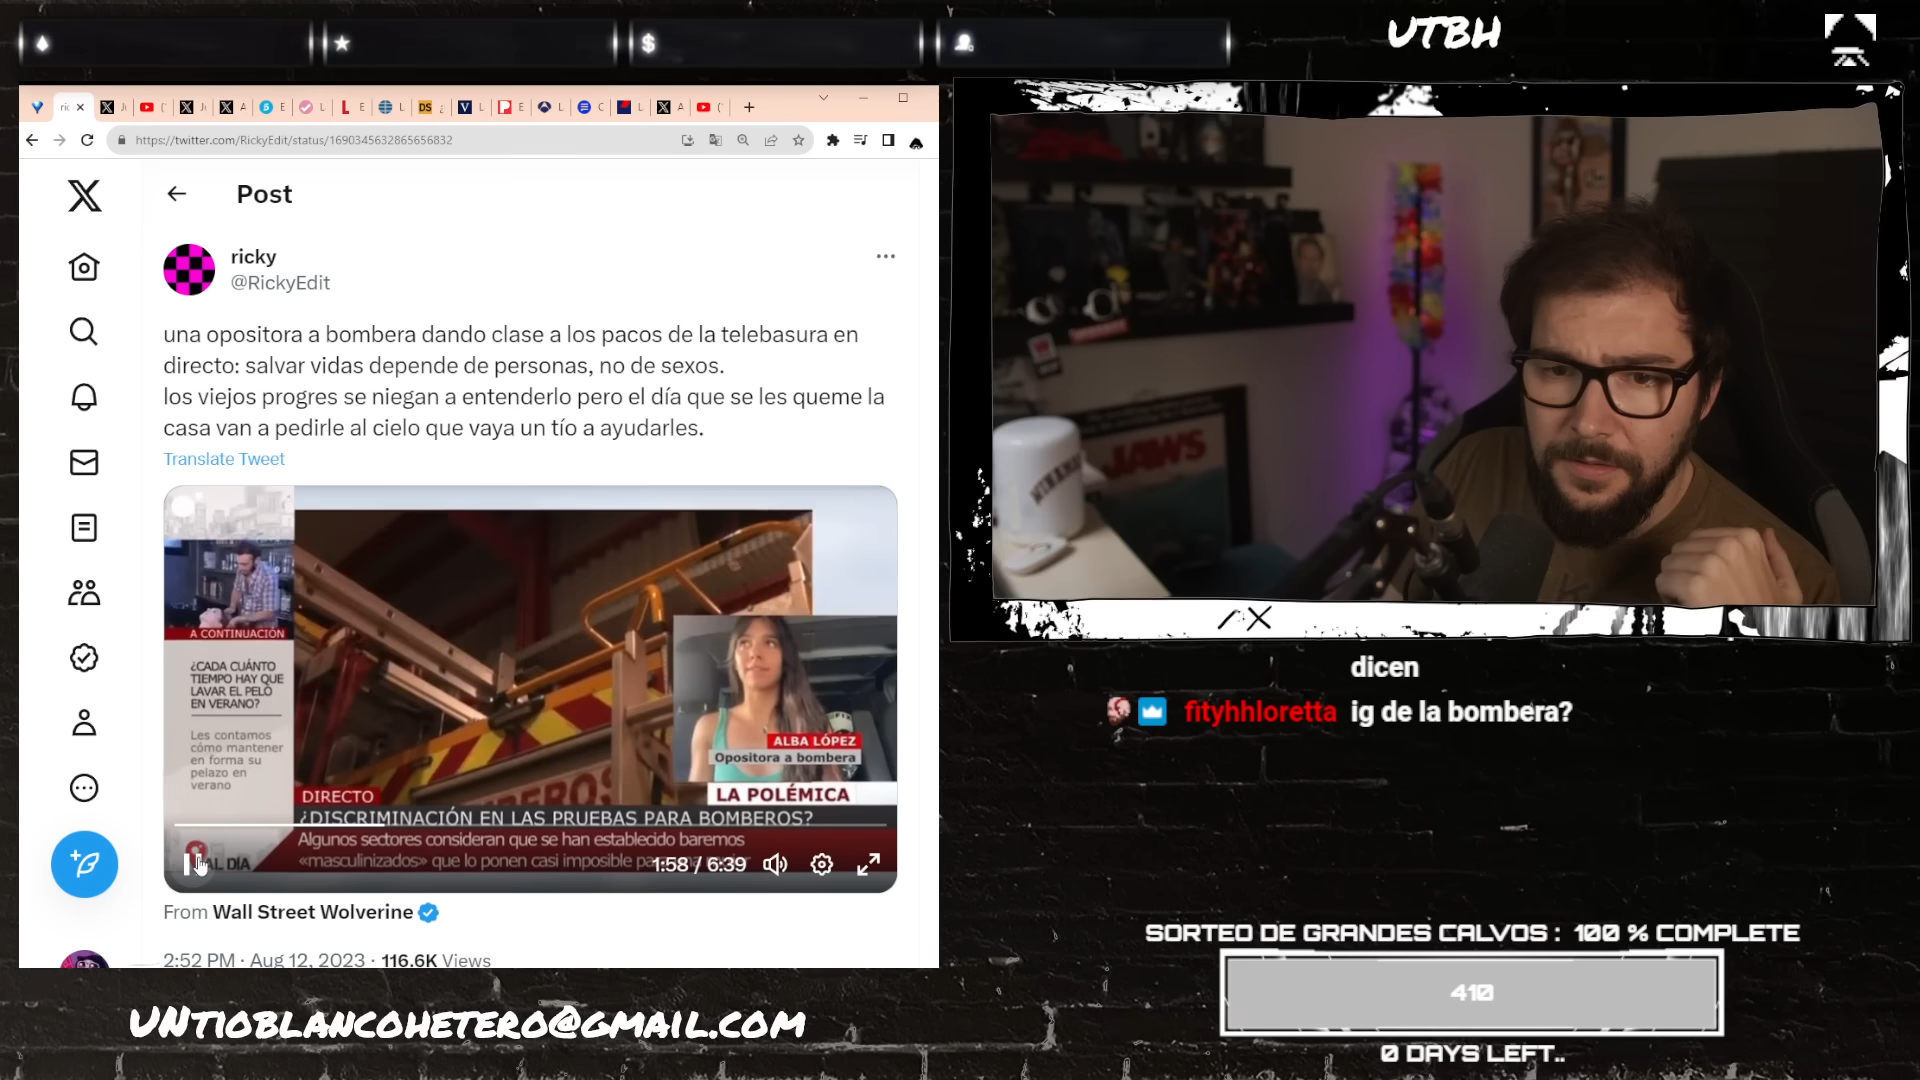 UTBH
https://twitter.com/RickyEdit/status/1690345632865656832
Post
ricky
@RickyEdit
una opositora a bombera dando clase a los pacos de la telebasura en
directo: salvar vidas depende de personas, no de sexos.
los viejos progres se niegan a entenderlo pero el día que se les queme la
casa van a pedirle al cielo que vaya un tío a ayudarles.
Translate Tweet
A CONTINUACIÓN
¿CADA CUÁNTO
TIEMPO HAY QUE
LAVAR EL PELO
EN VERANO?
Les contamos
cómo mantener
en forma su
pelazo en
verano
ALBA LÓPEZ
Opositora a bombera
LA POLÉMICA
DIRECTO
¿DISCRIMINACIÓN EN LAS PRUEBAS PARA BOMBEROS?
Algunos sectores consideran que se han establecido baremos
«masculinizados» que lo ponen casi imposible
AL DÍA
1:58 / 6:39
From Wall Street Wolverine
2:52 PM · Aug 12, 2023 · 116.6K Views
JAWS
dicen
fityhhloretta ig de la bombera?
SORTEO DE GRANDES CALVOS : 100 % COMPLETE
410
0 DAYS LEFT..
UNTIOBLANCOHETERO@GMAIL.COM